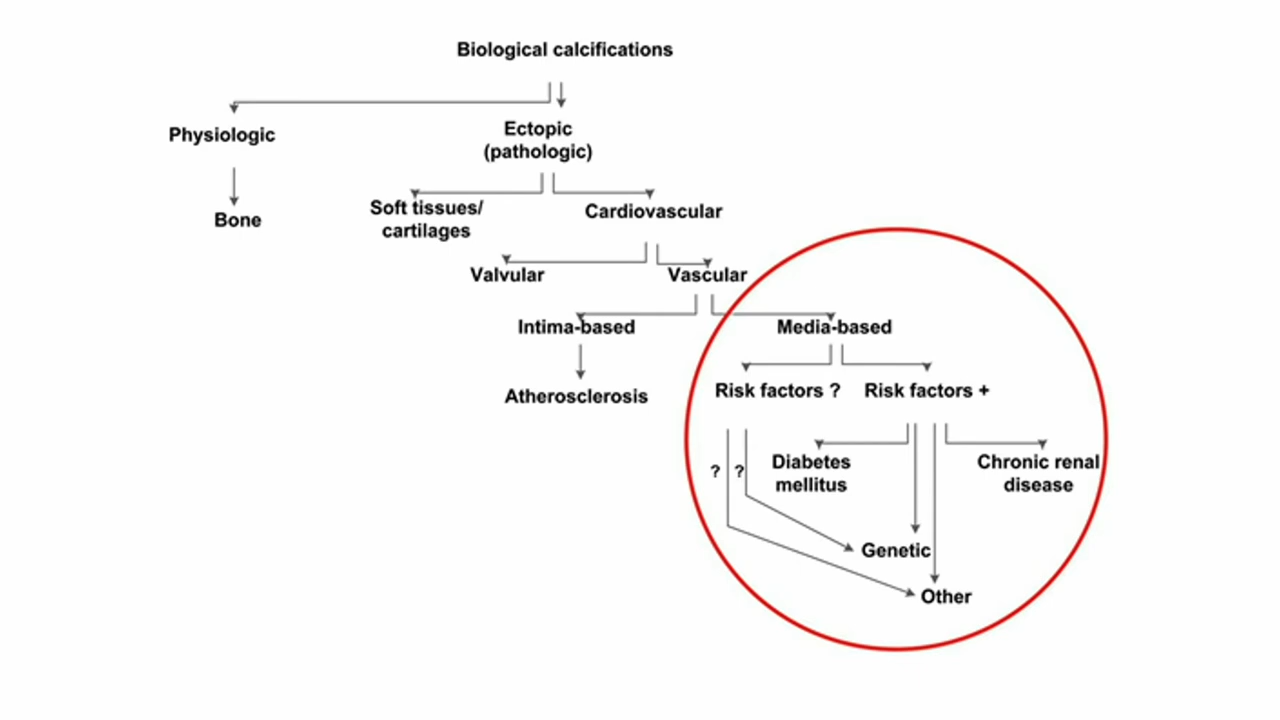 Biological calcifications
Physiologic
Ectopic
(pathologic)
Bone
Soft tissues/
cartilages
Cardiovascular
Valvular
Vascular
Intima-based
Media-based
Atherosclerosis
Risk factors ?
Risk factors +
? ?
Diabetes
mellitus
Chronic renal
disease
Genetic
Other